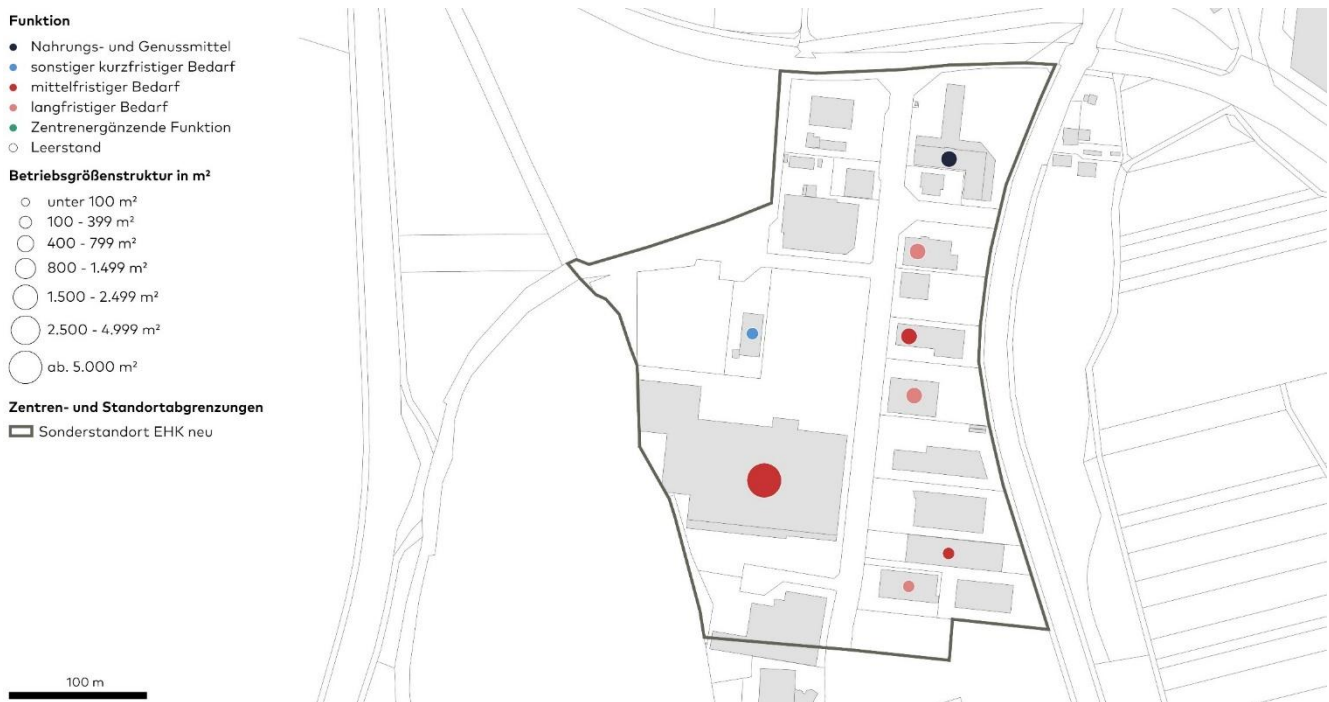 Funktion
Nahrungs- und Genussmittel
sonstiger kurzfristiger Bedarf
mittelfristiger Bedarf
langfristiger Bedarf
Zentrenergänzende Funktion
Leerstand
Betriebsgrößenstruktur in m²
unter 100 m²
100 - 399 m²
400 - 799 m²
800 - 1.499 m²
1.500 - 2.499 m²
2.500 - 4.999 m²
ab. 5.000 m²
Zentren- und Standortabgrenzungen
Sonderstandort EHK neu
100 m